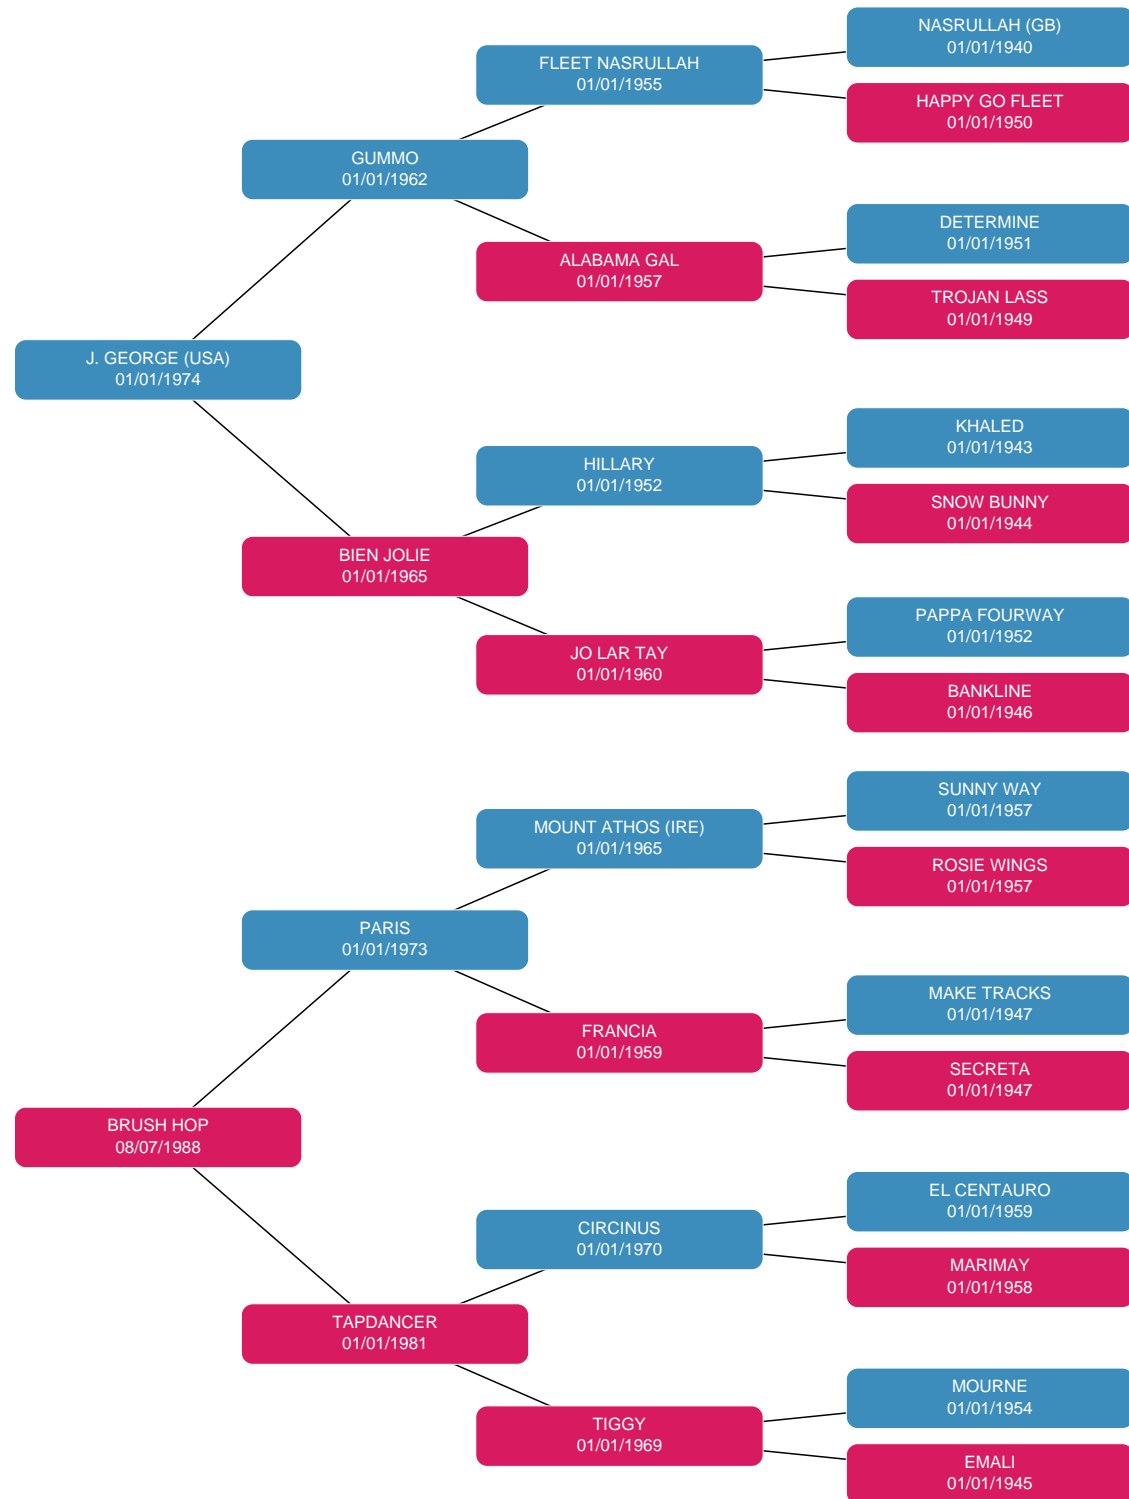 NASRULLAH (GB)
01/01/1940
FLEET NASRULLAH
01/01/1955
HAPPY GO FLEET
01/01/1950
GUMMO
01/01/1962
DETERMINE
01/01/1951
ALABAMA GAL
01/01/1957
TROJAN LASS
01/01/1949
J. GEORGE (USA)
01/01/1974
KHALED
01/01/1943
HILLARY
01/01/1952
SNOW BUNNY
01/01/1944
BIEN JOLIE
01/01/1965
PAPPA FOURWAY
01/01/1952
JO LAR TAY
01/01/1960
BANKLINE
01/01/1946
SUNNY WAY
01/01/1957
MOUNT ATHOS (IRE)
01/01/1965
ROSIE WINGS
01/01/1957
PARIS
01/01/1973
MAKE TRACKS
01/01/1947
FRANCIA
01/01/1959
SECRETA
01/01/1947
BRUSH HOP
08/07/1988
EL CENTAURO
01/01/1959
CIRCINUS
01/01/1970
MARIMAY
01/01/1958
TAPDANCER
01/01/1981
MOURNE
01/01/1954
TIGGY
01/01/1969
EMALI
01/01/1945